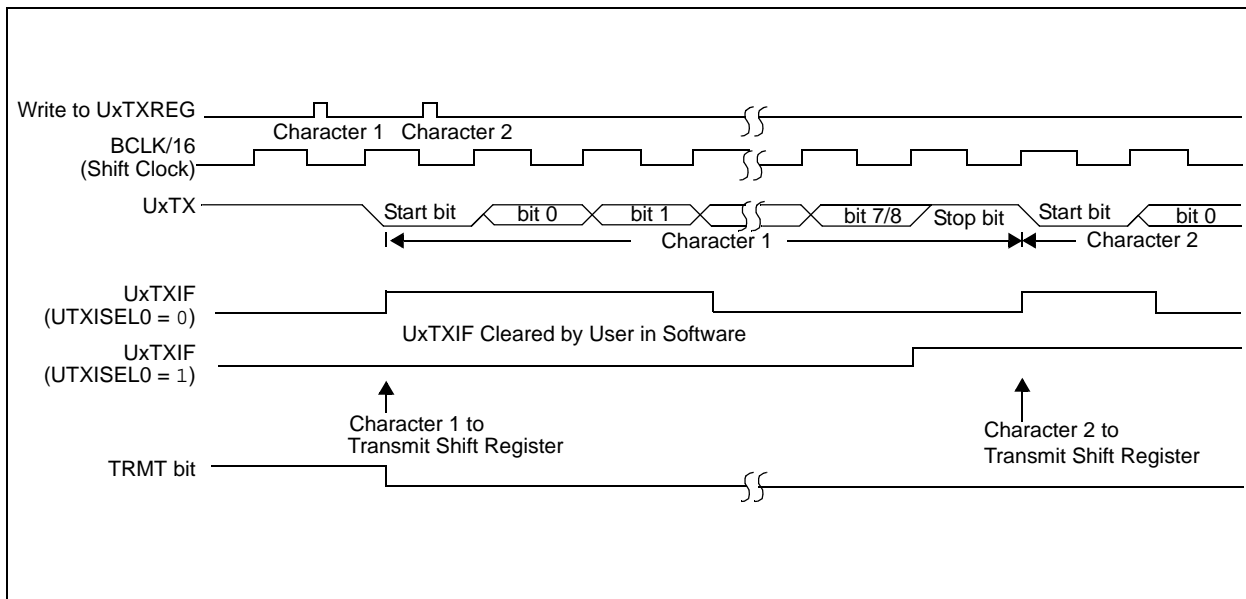 Write to UxTXREG
Character 1
Character 2
BCLK/16
(Shift Clock)
UxTX
Start bit
bit 0
bit 1
bit 7/8
Stop bit
Start bit
bit 0
Character 1
Character 2
UxTXIF
(UTXISEL0 = 0)
UxTXIF Cleared by User in Software
UxTXIF
(UTXISEL0 = 1)
Character 1 to
Transmit Shift Register
Character 2 to
Transmit Shift Register
TRMT bit